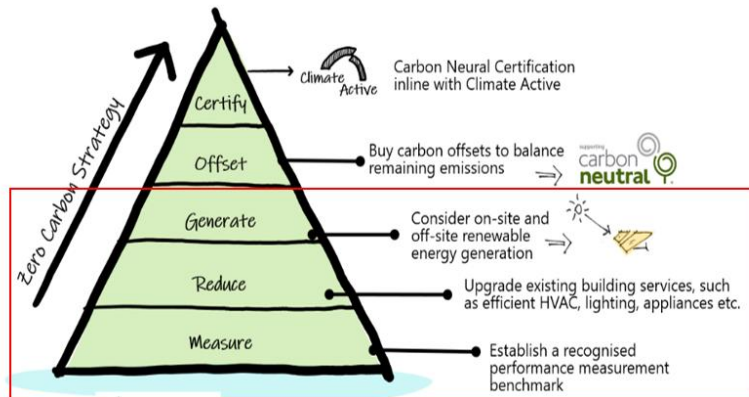 Zero Carbon Strategy
Certify
Climate
Active
Carbon Neural Certification
inline with Climate Active
Offset
Buy carbon offsets to balance
remaining emissions
supporting
carbon
neutral
Generate
Consider on-site and
off-site renewable
energy generation
Reduce
Upgrade existing building services, such
as efficient HVAC, lighting, appliances etc.
Measure
Establish a recognised
performance measurement
benchmark